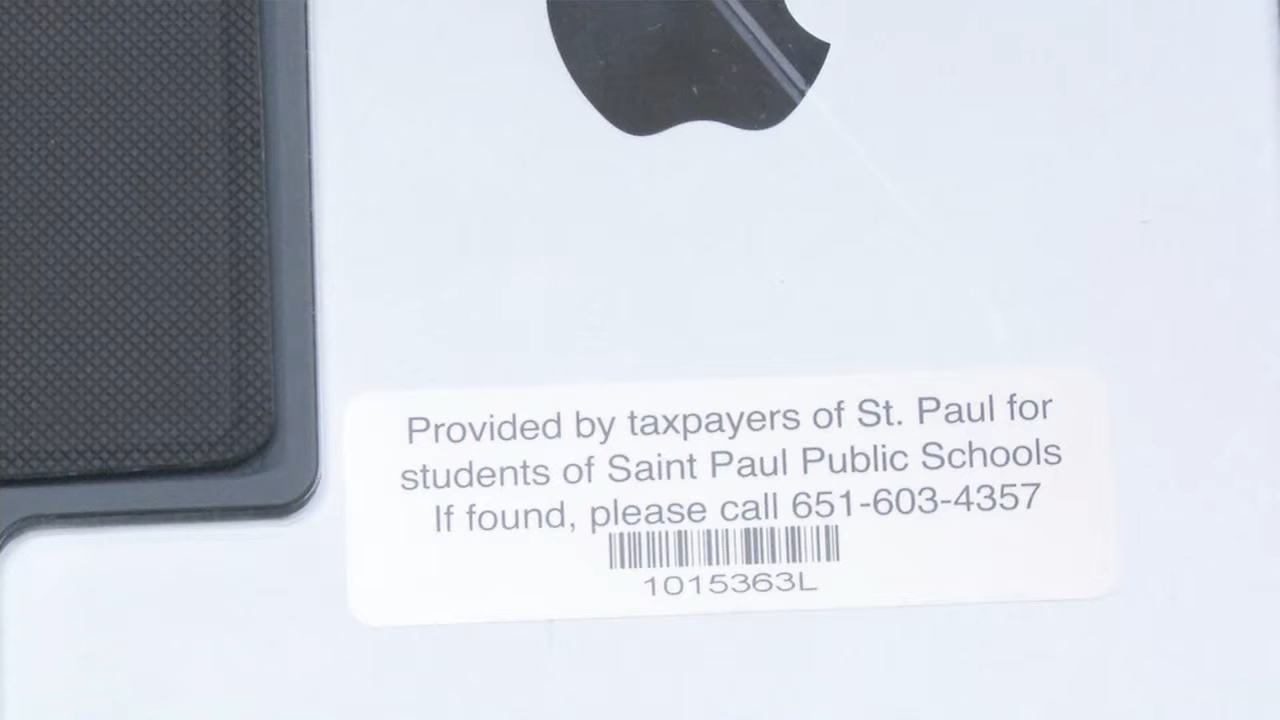 Provided by taxpayers of St. Paul for
students of Saint Paul Public Schools
If found, please call 651-603-4357
1015363L